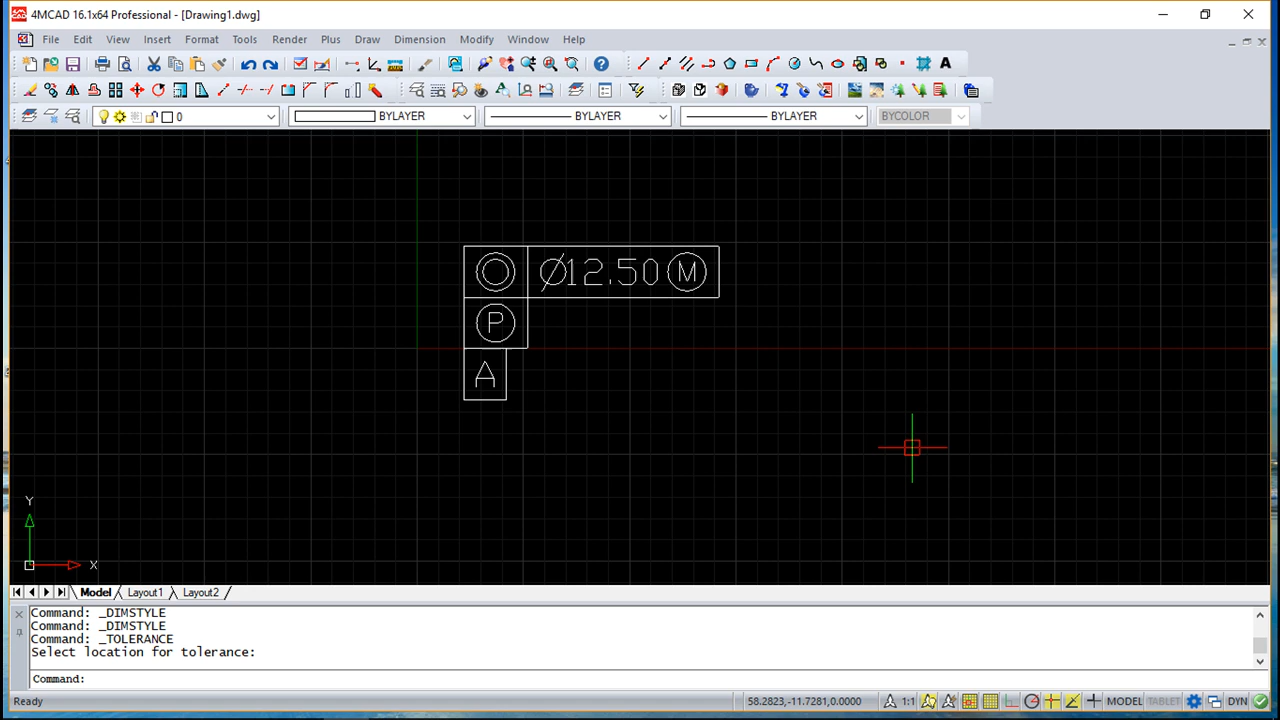 4MCAD 16.1x64 Professional - [Drawing1.dwg]
File Edit View Insert Format Tools Render Plus Draw Dimension Modify Window Help
0 BYLAYER BYLAYER BYLAYER BYCOLOR
Ø12.50 M
P
A
Y
X
Model Layout1 Layout2
Command: _DIMSTYLE
Command: _DIMSTYLE
Command: _TOLERANCE
Select location for tolerance:
Command:
Ready 58.2823,-11.7281,0.0000 1:1 MODEL TABLET DYN